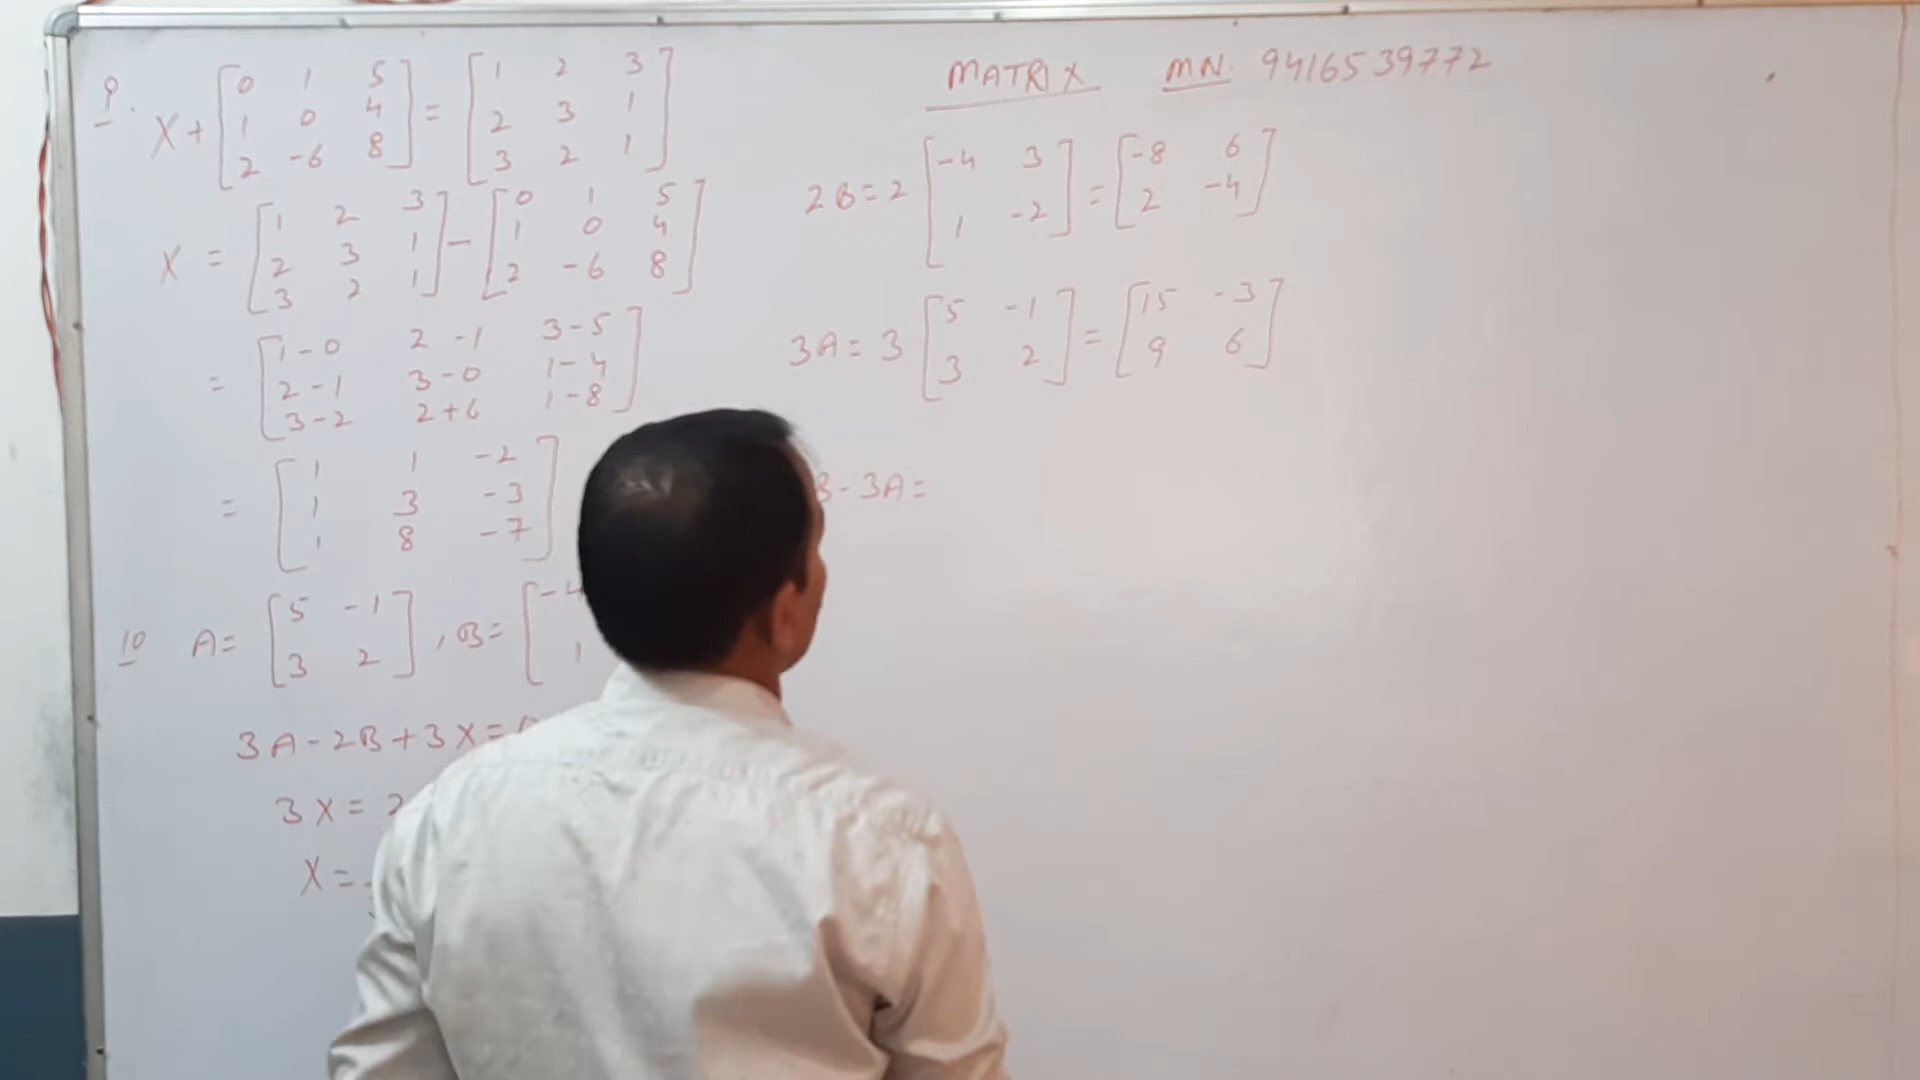 9. X + [0 1 5
1 0 4
2 -6 8] = [1 2 3
2 3 1
3 2 1]
X = [1 2 3
2 3 1
3 2 1] - [0 1 5
1 0 4
2 -6 8]
= [1-0 2-1 3-5
2-1 3-0 1-4
3-2 2+6 1-8]
= [1 1 -2
1 3 -3
1 8 -7]
10 A = [5 -1
3 2], B = [-4
1
3A - 2B + 3X =
3X = 2
X =
MATRIX MN. 9416539772
2B = 2 [-4 3
1 -2] = [-8 6
2 -4]
3A = 3 [5 -1
3 2] = [15 -3
9 6]
B - 3A =